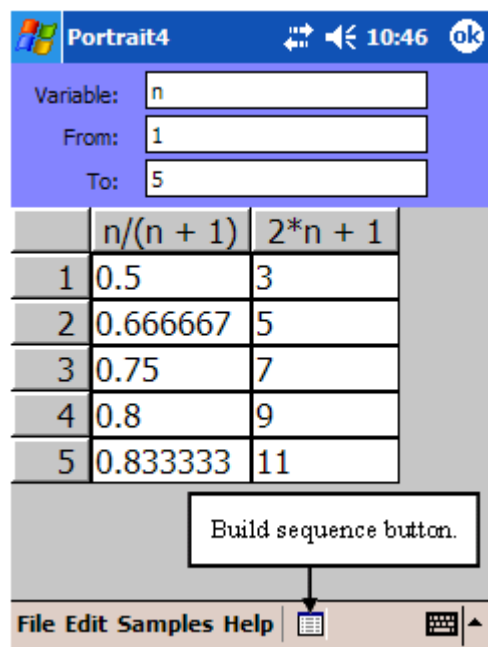 Portrait4 10:46 ok
Variable: n
From: 1
To: 5
n/(n + 1) 2*n + 1
1 0.5 3
2 0.666667 5
3 0.75 7
4 0.8 9
5 0.833333 11
Build sequence button.
File Edit Samples Help